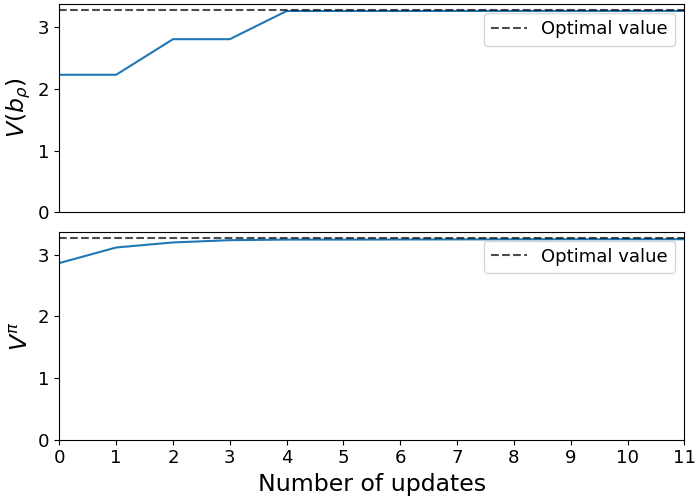 3
2
1
0
V(b_ρ)
Optimal value
3
2
1
0
V^π
Optimal value
0 1 2 3 4 5 6 7 8 9 10 11
Number of updates